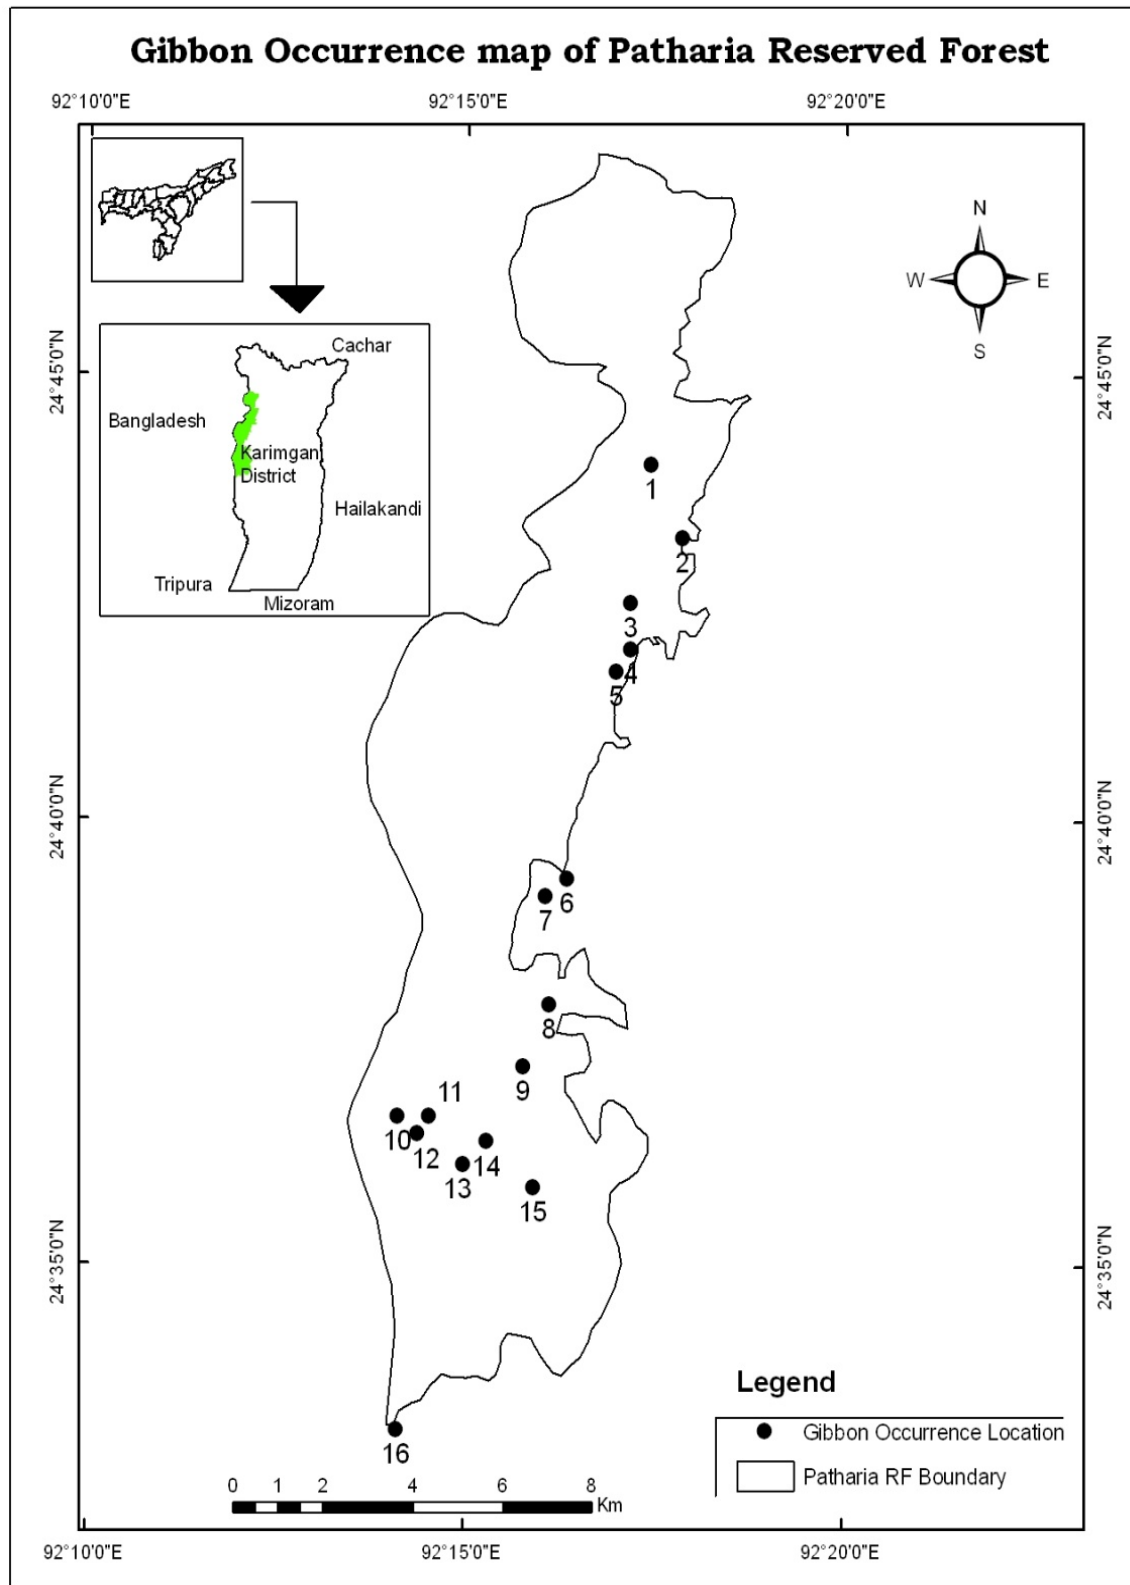 Gibbon Occurrence map of Patharia Reserved Forest
92°10'0"E 92°15'0"E 92°20'0"E
N
W E
S
24°45'0"N 24°45'0"N
Cachar
Bangladesh
Karimgan
District
Hailakandi
Tripura
Mizoram
1
2
3
4
5
24°40'0"N 24°40'0"N
6
7
8
9
11
10
12
14
13
15
24°35'0"N 24°35'0"N
16
Legend
Gibbon Occurrence Location
Patharia RF Boundary
0 1 2 4 6 8
Km
92°10'0"E 92°15'0"E 92°20'0"E